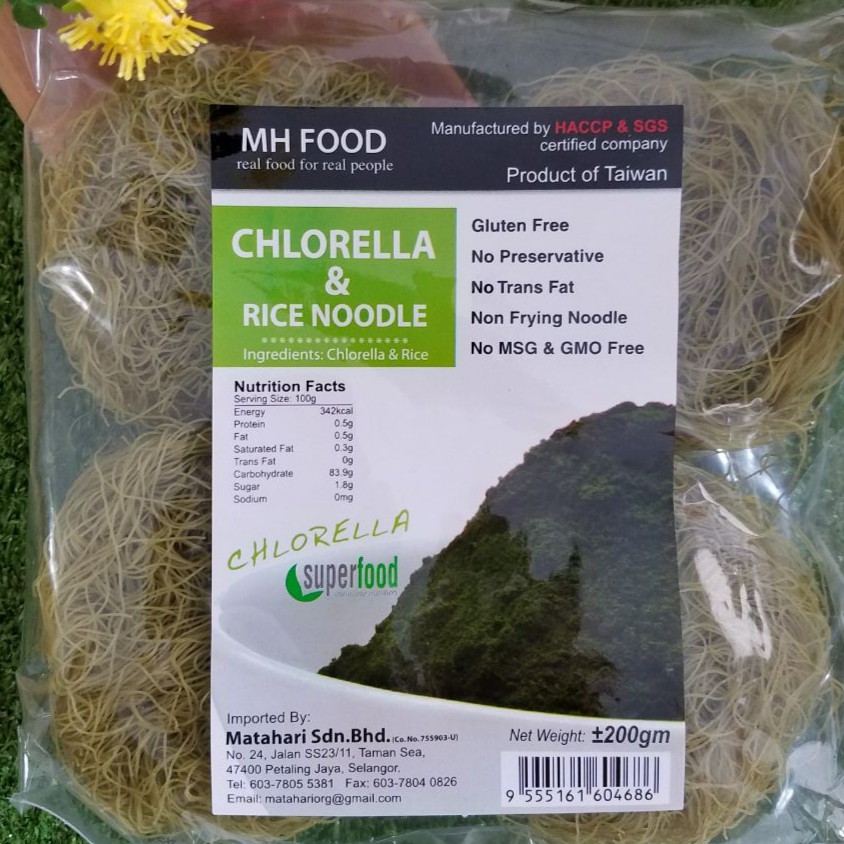 MH FOOD
real food for real people
Manufactured by HACCP & SGS
certified company
Product of Taiwan
CHLORELLA
&
RICE NOODLE
Ingredients: Chlorella & Rice
Gluten Free
No Preservative
No Trans Fat
Non Frying Noodle
No MSG & GMO Free
Nutrition Facts
Serving Size: 100g
Energy 342kcal
Protein 0.5g
Fat 0.5g
Saturated Fat 0.3g
Trans Fat 0g
Carbohydrate 83.9g
Sugar 1.8g
Sodium 0mg
CHLORELLA
superfood
Imported By:
Matahari Sdn.Bhd. (Co. No. 755903-U)
No. 24, Jalan SS23/11, Taman Sea,
47400 Petaling Jaya, Selangor.
Tel: 603-7805 5381 Fax: 603-7804 0826
Email: matahariorg@gmail.com
Net Weight: ±200gm
9 555161 604686